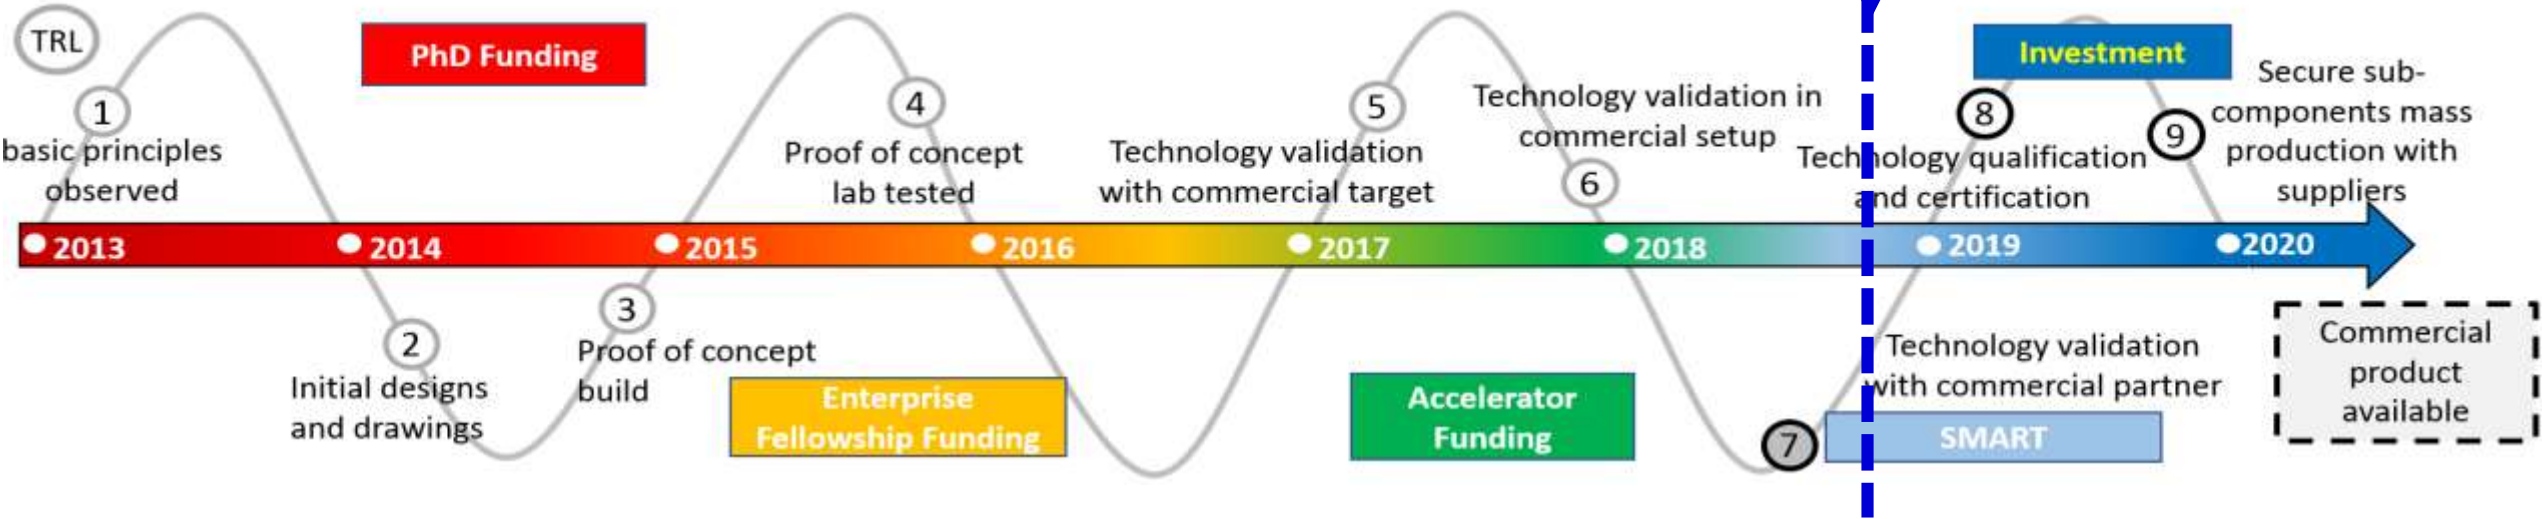 TRL
PhD Funding
Investment
1
basic principles
observed
4
Proof of concept
lab tested
Technology validation
with commercial target
5
Technology validation in
commercial setup
6
8
Technology qualification
and certification
9
Secure sub-
components mass
production with
suppliers
2013
2014
2015
2016
2017
2018
2019
2020
2
Initial designs
and drawings
3
Proof of concept
build
Enterprise
Fellowship Funding
Accelerator
Funding
7
Technology validation
with commercial partner
SMART
Commercial
product
available